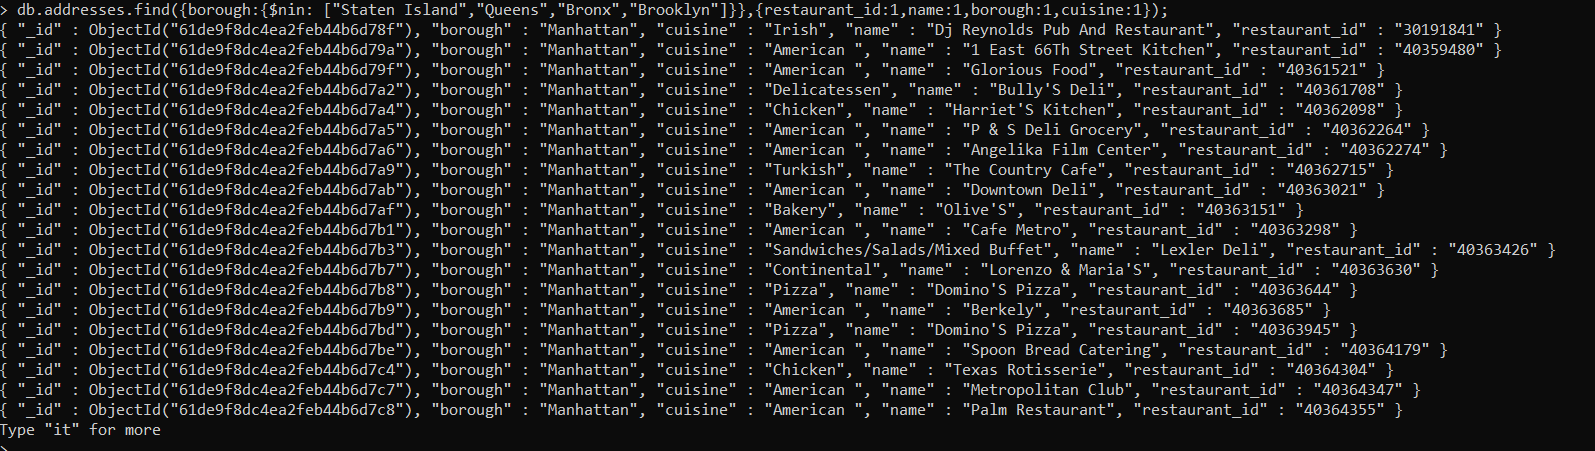 > db.addresses.find({borough:{$nin: ["Staten Island","Queens","Bronx","Brooklyn"]}},{restaurant_id:1,name:1,borough:1,cuisine:1});
{ "_id" : ObjectId("61de9f8dc4ea2feb44b6d78f"), "borough" : "Manhattan", "cuisine" : "Irish", "name" : "Dj Reynolds Pub And Restaurant", "restaurant_id" : "30191841" }
{ "_id" : ObjectId("61de9f8dc4ea2feb44b6d79a"), "borough" : "Manhattan", "cuisine" : "American ", "name" : "1 East 66Th Street Kitchen", "restaurant_id" : "40359480" }
{ "_id" : ObjectId("61de9f8dc4ea2feb44b6d79f"), "borough" : "Manhattan", "cuisine" : "American ", "name" : "Glorious Food", "restaurant_id" : "40361521" }
{ "_id" : ObjectId("61de9f8dc4ea2feb44b6d7a2"), "borough" : "Manhattan", "cuisine" : "Delicatessen", "name" : "Bully'S Deli", "restaurant_id" : "40361708" }
{ "_id" : ObjectId("61de9f8dc4ea2feb44b6d7a4"), "borough" : "Manhattan", "cuisine" : "Chicken", "name" : "Harriet'S Kitchen", "restaurant_id" : "40362098" }
{ "_id" : ObjectId("61de9f8dc4ea2feb44b6d7a5"), "borough" : "Manhattan", "cuisine" : "American ", "name" : "P & S Deli Grocery", "restaurant_id" : "40362264" }
{ "_id" : ObjectId("61de9f8dc4ea2feb44b6d7a6"), "borough" : "Manhattan", "cuisine" : "American ", "name" : "Angelika Film Center", "restaurant_id" : "40362274" }
{ "_id" : ObjectId("61de9f8dc4ea2feb44b6d7a9"), "borough" : "Manhattan", "cuisine" : "Turkish", "name" : "The Country Cafe", "restaurant_id" : "40362715" }
{ "_id" : ObjectId("61de9f8dc4ea2feb44b6d7ab"), "borough" : "Manhattan", "cuisine" : "American ", "name" : "Downtown Deli", "restaurant_id" : "40363021" }
{ "_id" : ObjectId("61de9f8dc4ea2feb44b6d7af"), "borough" : "Manhattan", "cuisine" : "Bakery", "name" : "Olive'S", "restaurant_id" : "40363151" }
{ "_id" : ObjectId("61de9f8dc4ea2feb44b6d7b1"), "borough" : "Manhattan", "cuisine" : "American ", "name" : "Cafe Metro", "restaurant_id" : "40363298" }
{ "_id" : ObjectId("61de9f8dc4ea2feb44b6d7b3"), "borough" : "Manhattan", "cuisine" : "Sandwiches/Salads/Mixed Buffet", "name" : "Lexler Deli", "restaurant_id" : "40363426" }
{ "_id" : ObjectId("61de9f8dc4ea2feb44b6d7b7"), "borough" : "Manhattan", "cuisine" : "Continental", "name" : "Lorenzo & Maria'S", "restaurant_id" : "40363630" }
{ "_id" : ObjectId("61de9f8dc4ea2feb44b6d7b8"), "borough" : "Manhattan", "cuisine" : "Pizza", "name" : "Domino'S Pizza", "restaurant_id" : "40363644" }
{ "_id" : ObjectId("61de9f8dc4ea2feb44b6d7b9"), "borough" : "Manhattan", "cuisine" : "American ", "name" : "Berkely", "restaurant_id" : "40363685" }
{ "_id" : ObjectId("61de9f8dc4ea2feb44b6d7bd"), "borough" : "Manhattan", "cuisine" : "Pizza", "name" : "Domino'S Pizza", "restaurant_id" : "40363945" }
{ "_id" : ObjectId("61de9f8dc4ea2feb44b6d7be"), "borough" : "Manhattan", "cuisine" : "American ", "name" : "Spoon Bread Catering", "restaurant_id" : "40364179" }
{ "_id" : ObjectId("61de9f8dc4ea2feb44b6d7c4"), "borough" : "Manhattan", "cuisine" : "Chicken", "name" : "Texas Rotisserie", "restaurant_id" : "40364304" }
{ "_id" : ObjectId("61de9f8dc4ea2feb44b6d7c7"), "borough" : "Manhattan", "cuisine" : "American ", "name" : "Metropolitan Club", "restaurant_id" : "40364347" }
{ "_id" : ObjectId("61de9f8dc4ea2feb44b6d7c8"), "borough" : "Manhattan", "cuisine" : "American ", "name" : "Palm Restaurant", "restaurant_id" : "40364355" }
Type "it" for more
>